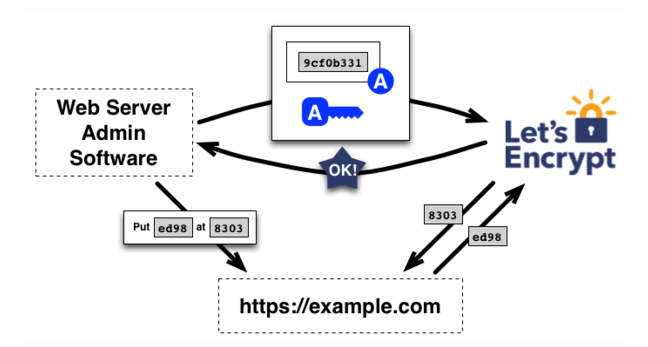 9cf0b331
A
A
Web Server
Admin
Software
Let's
Encrypt
OK!
Put ed98 at 8303
8303
ed98
https://example.com